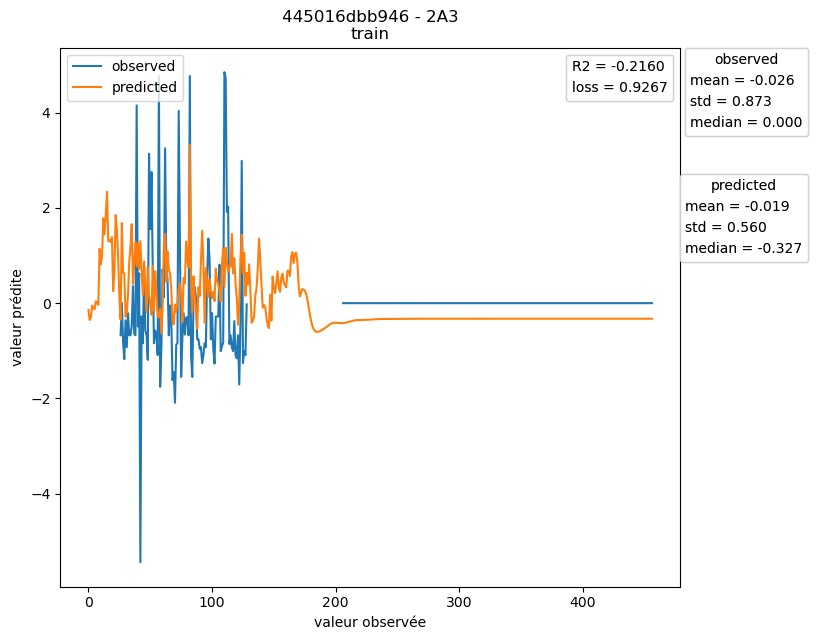 445016dbb946 - 2A3
train
observed
predicted
R2 = -0.2160
loss = 0.9267
observed
mean = -0.026
std = 0.873
median = 0.000
predicted
mean = -0.019
std = 0.560
median = -0.327
valeur prédite
4
2
0
−2
−4
0
100
200
300
400
valeur observée